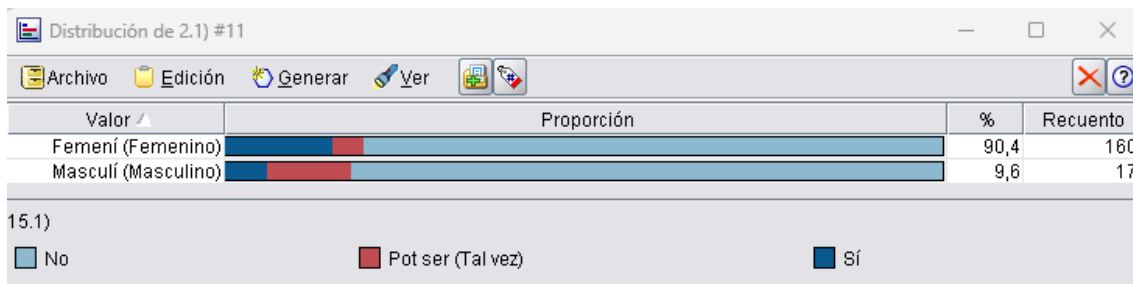 Distribución de 2.1) #11
Archivo Edición Generar Ver
Valor Proporción % Recuento
Femení (Femenino) 90,4 160
Masculí (Masculino) 9,6 17
15.1)
No Pot ser (Tal vez) Sí